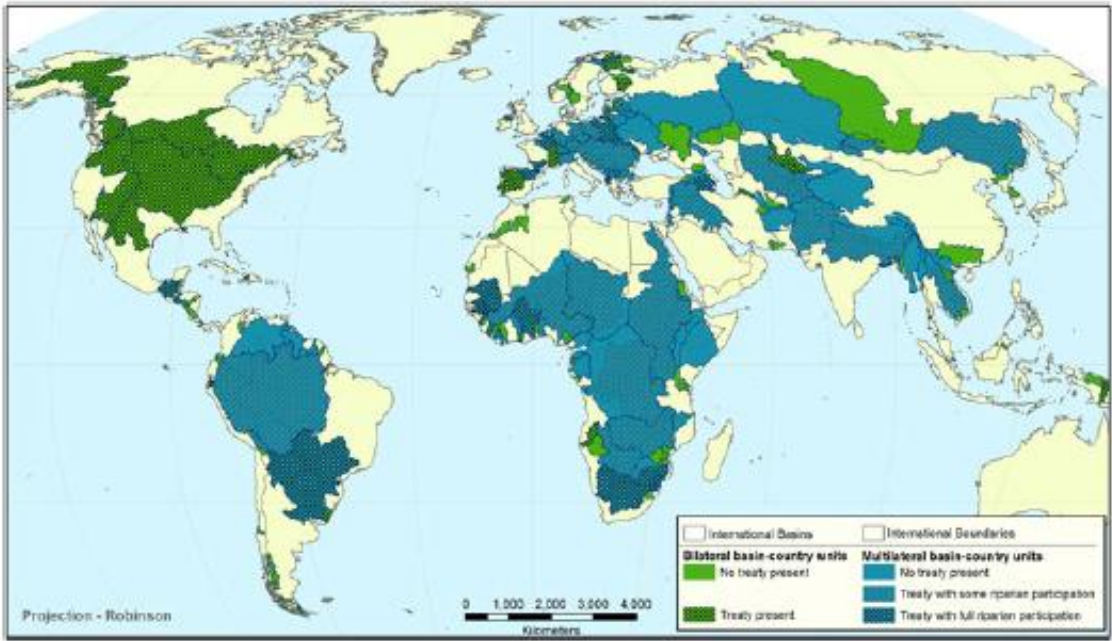 International Basins
International Boundaries
Bilateral basin-country units
No treaty present
Treaty present
Multilateral basin-country units
No treaty present
Treaty with some riparian participation
Treaty with full riparian participation
0 1,000 2,000 3,000 4,000
Kilometers
Projection - Robinson